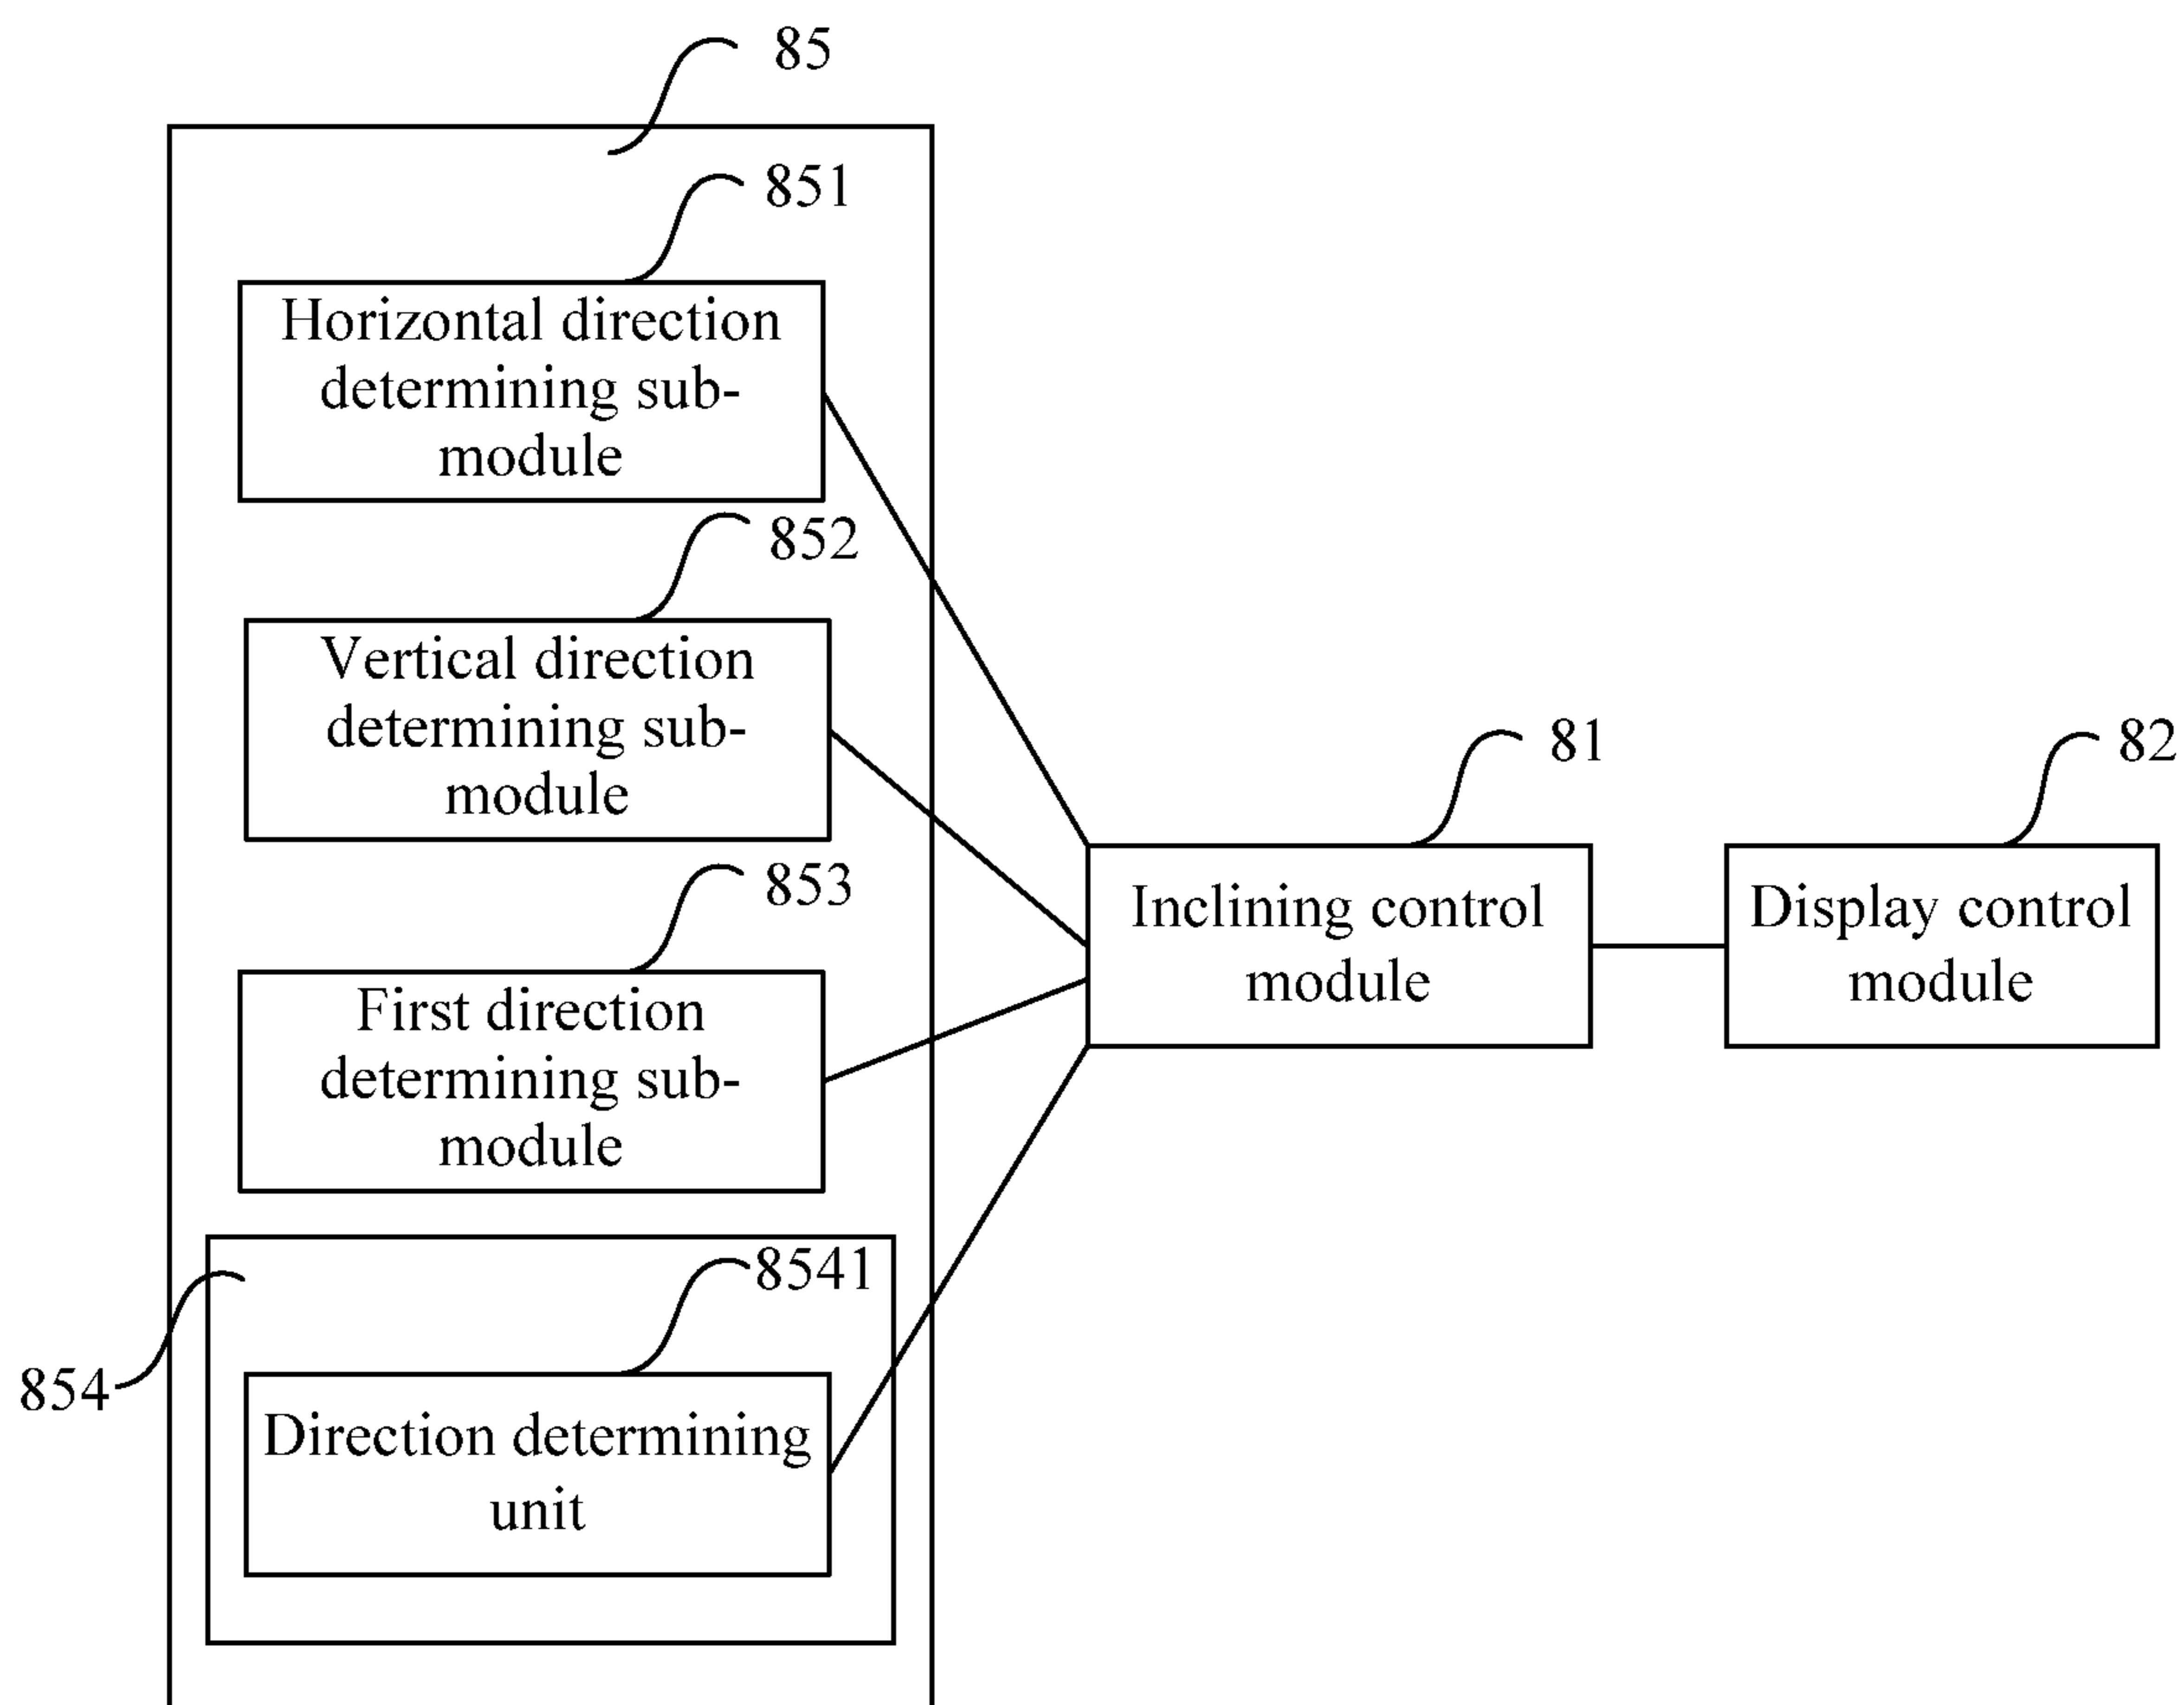 85
851
Horizontal direction
determining sub-
module
852
Vertical direction
determining sub-
module
853
First direction
determining sub-
module
854
8541
Direction determining
unit
81
Inclining control
module
82
Display control
module